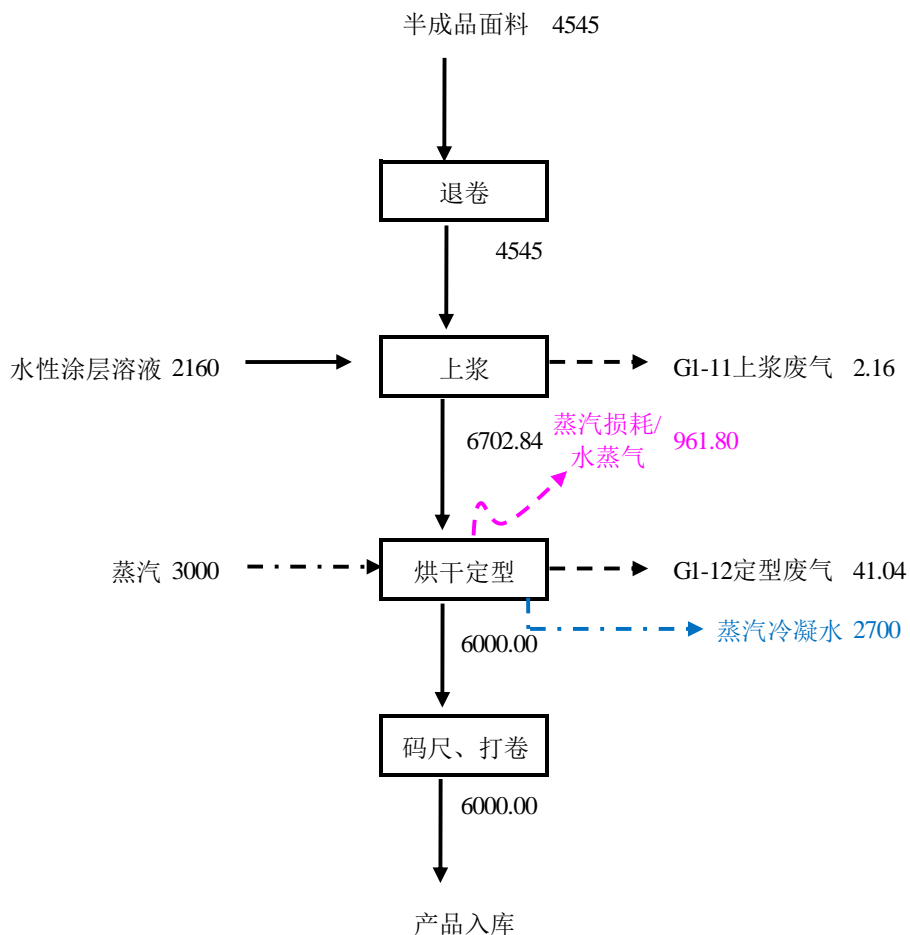 半成品面料 4545
退卷
4545
水性涂层溶液 2160
上浆
G1-11上浆废气 2.16
6702.84
蒸汽损耗/
水蒸气
961.80
蒸汽 3000
烘干定型
G1-12定型废气 41.04
蒸汽冷凝水 2700
6000.00
码尺、打卷
6000.00
产品入库